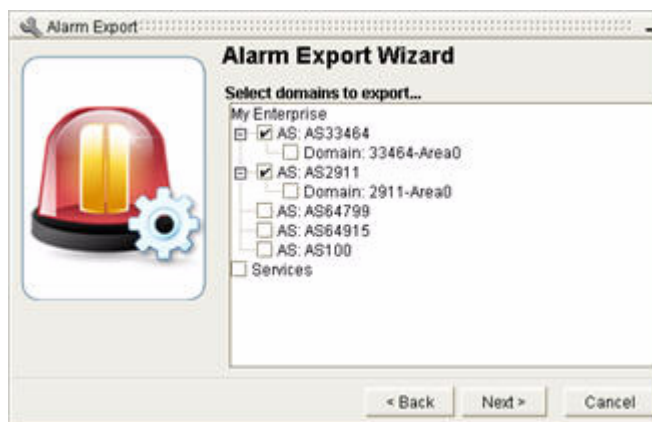 Alarm Export
Alarm Export Wizard
Select domains to export...
My Enterprise
AS: AS33464
Domain: 33464-Area0
AS: AS2911
Domain: 2911-Area0
AS: AS64799
AS: AS64915
AS: AS100
Services
< Back
Next >
Cancel